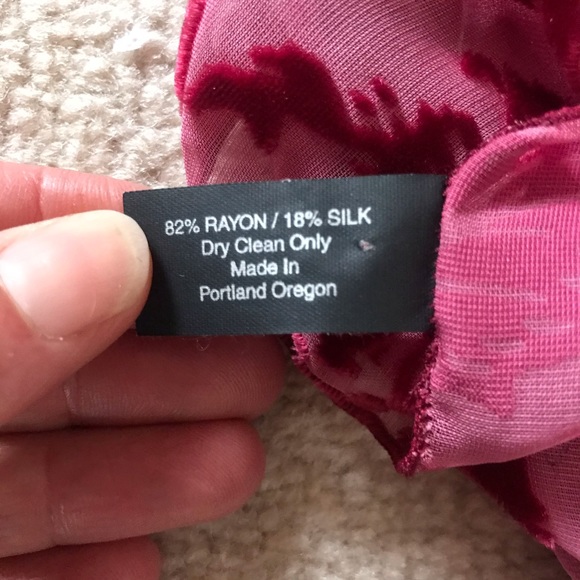 82% RAYON / 18% SILK
Dry Clean Only
Made In
Portland Oregon